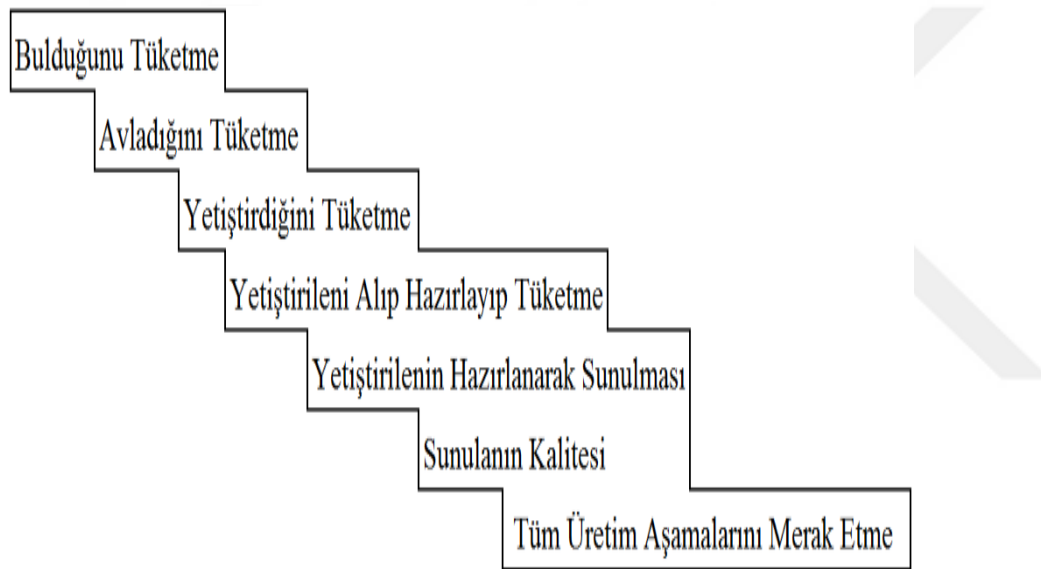 Bulduğunu Tüketme
Avladığını Tüketme
Yetiştirdiğini Tüketme
Yetiştirileni Alıp Hazırlayıp Tüketme
Yetiştirilenin Hazırlanarak Sunulması
Sunulanın Kalitesi
Tüm Üretim Aşamalarını Merak Etme